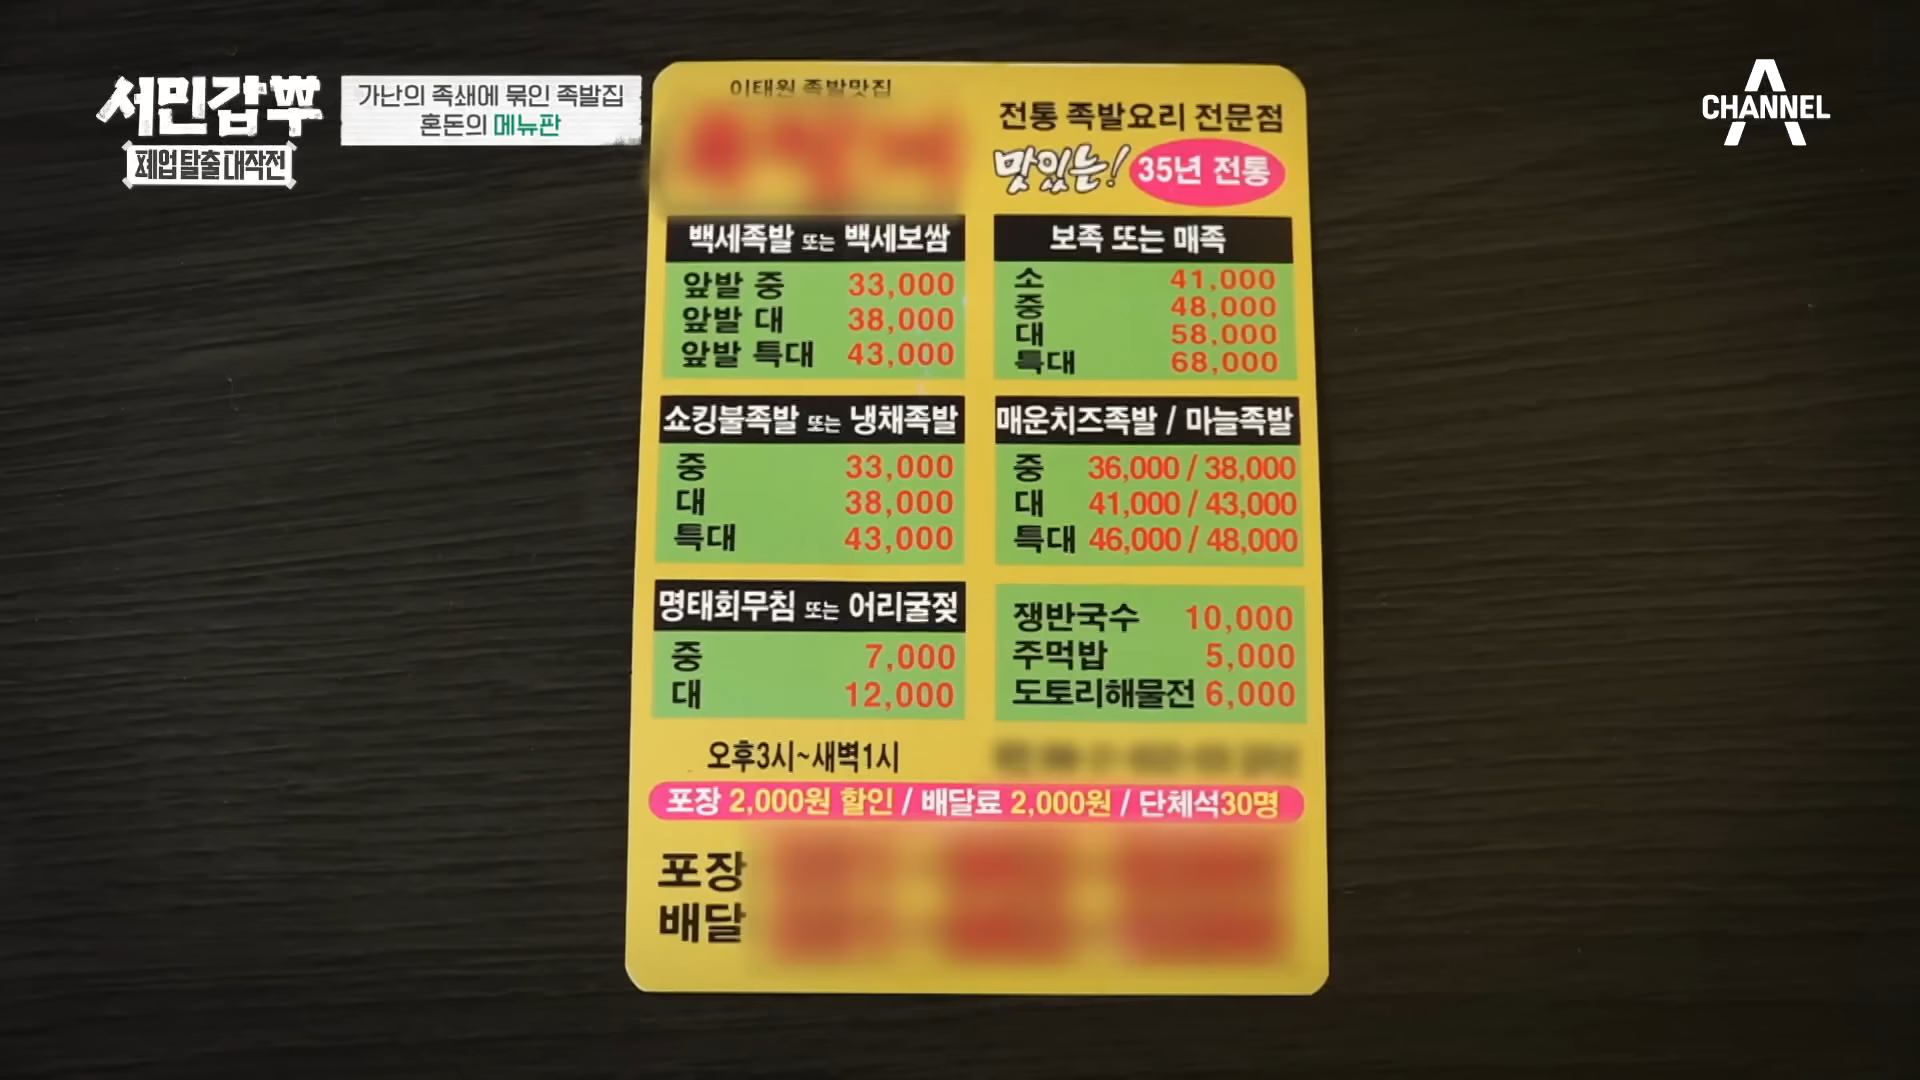 서민갑뿌
폐업 탈출 대작전
가난의 족쇄에 묶인 족발집
혼돈의 메뉴판
CHANNEL A
이태원 족발맛집
전통 족발요리 전문점
맛있는! 35년 전통
백세족발 또는 백세보쌈
앞발 중 33,000
앞발 대 38,000
앞발 특대 43,000
보족 또는 매족
소 41,000
중 48,000
대 58,000
특대 68,000
쇼킹불족발 또는 냉채족발
중 33,000
대 38,000
특대 43,000
매운치즈족발 / 마늘족발
중 36,000 / 38,000
대 41,000 / 43,000
특대 46,000 / 48,000
명태회무침 또는 어리굴젓
중 7,000
대 12,000
쟁반국수 10,000
주먹밥 5,000
도토리해물전 6,000
오후3시~새벽1시
포장 2,000원 할인 / 배달료 2,000원 / 단체석30명
포장
배달